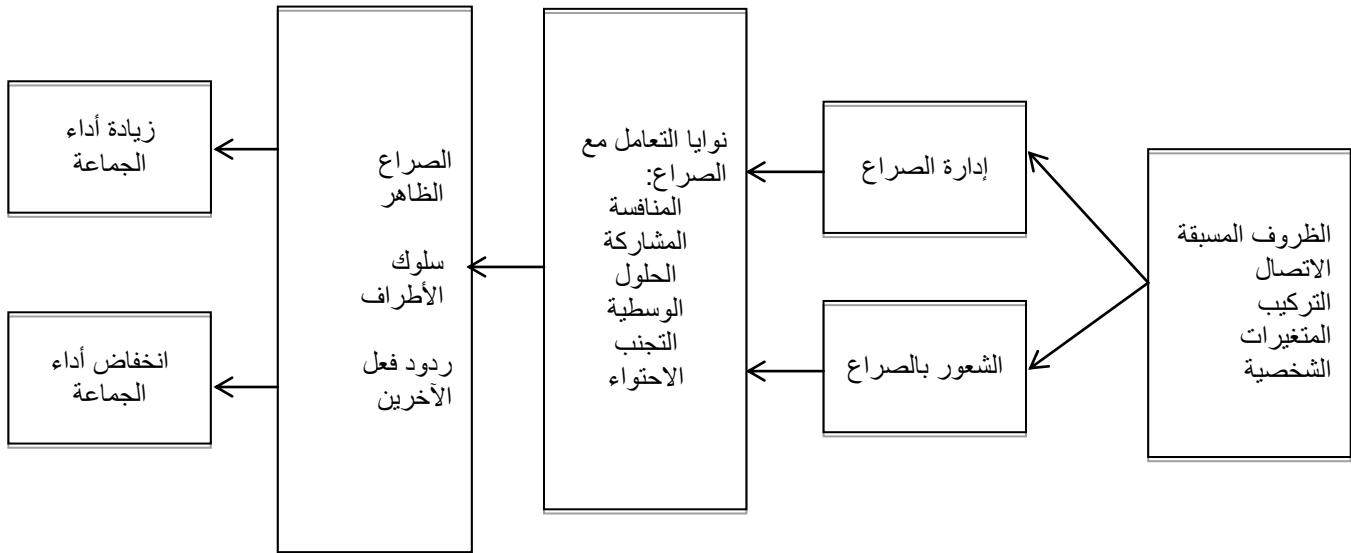 الظروف المسبقة
الاتصال
التركيب
المتغيرات
الشخصية
إدارة الصراع
الشعور بالصراع
نوايا التعامل مع
الصراع:
المنافسة
المشاركة
الحلول
الوسطية
التجنب
الاحتواء
الصراع
الظاهر
سلوك
الأطراف
ردود فعل
الآخرين
زيادة أداء
الجماعة
انخفاض أداء
الجماعة